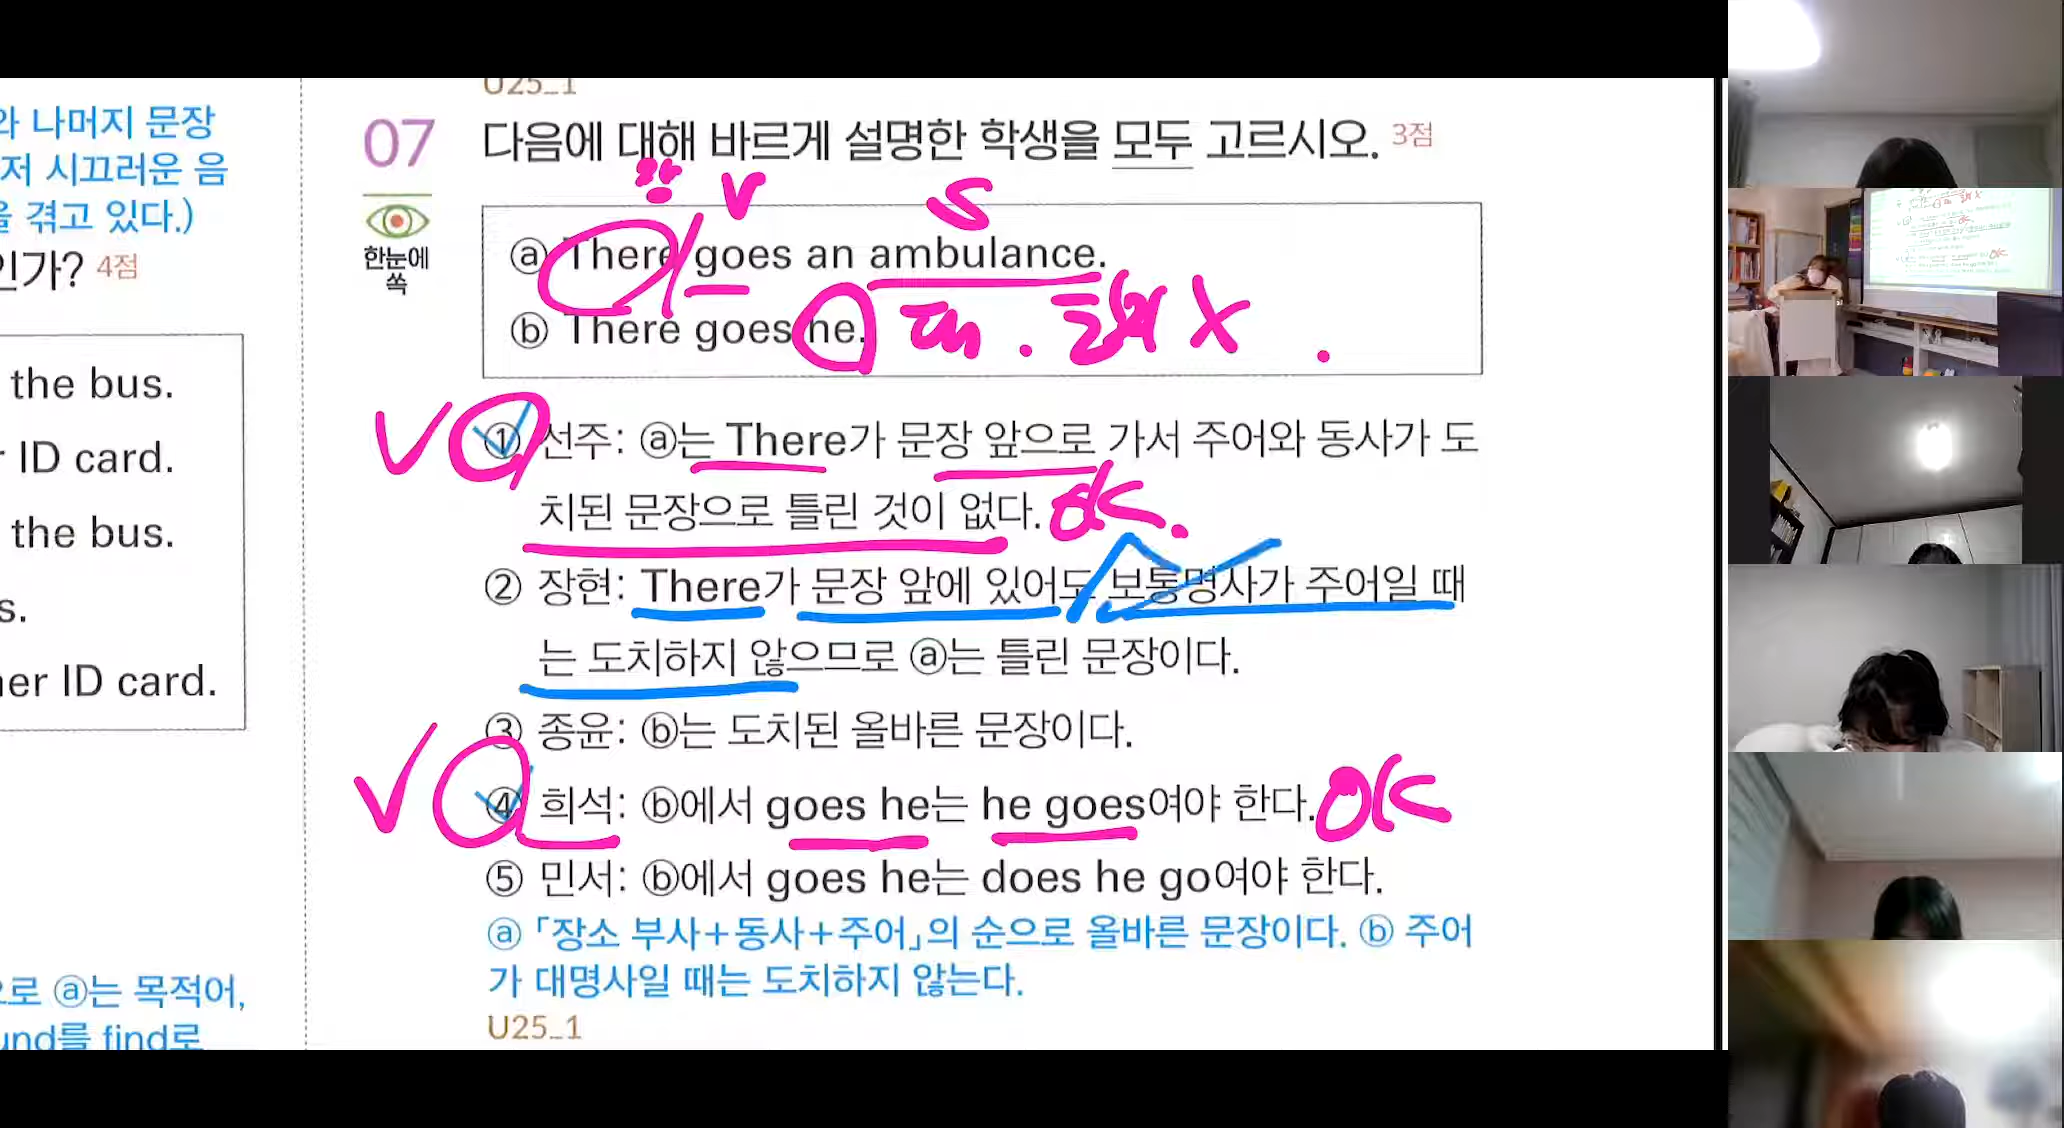 와 나머지 문장
저 시끄러운 음
을 겪고 있다.)
인가? 4점
the bus.
r ID card.
the bus.
s.
her ID card.
으로 ⓐ는 목적어,
und를 find로
U25_1
07 다음에 대해 바르게 설명한 학생을 모두 고르시오. 3점
한눈에
쏙
V S
ⓐ There goes an ambulance.
ⓑ There goes he.
① 선주: ⓐ는 There가 문장 앞으로 가서 주어와 동사가 도
치된 문장으로 틀린 것이 없다. OK.
② 장현: There가 문장 앞에 있어도 보통명사가 주어일 때
는 도치하지 않으므로 ⓐ는 틀린 문장이다.
③ 종윤: ⓑ는 도치된 올바른 문장이다.
④ 희석: ⓑ에서 goes he는 he goes여야 한다. OK
⑤ 민서: ⓑ에서 goes he는 does he go여야 한다.
ⓐ 「장소 부사+동사+주어」의 순으로 올바른 문장이다. ⓑ 주어
가 대명사일 때는 도치하지 않는다.
U25_1